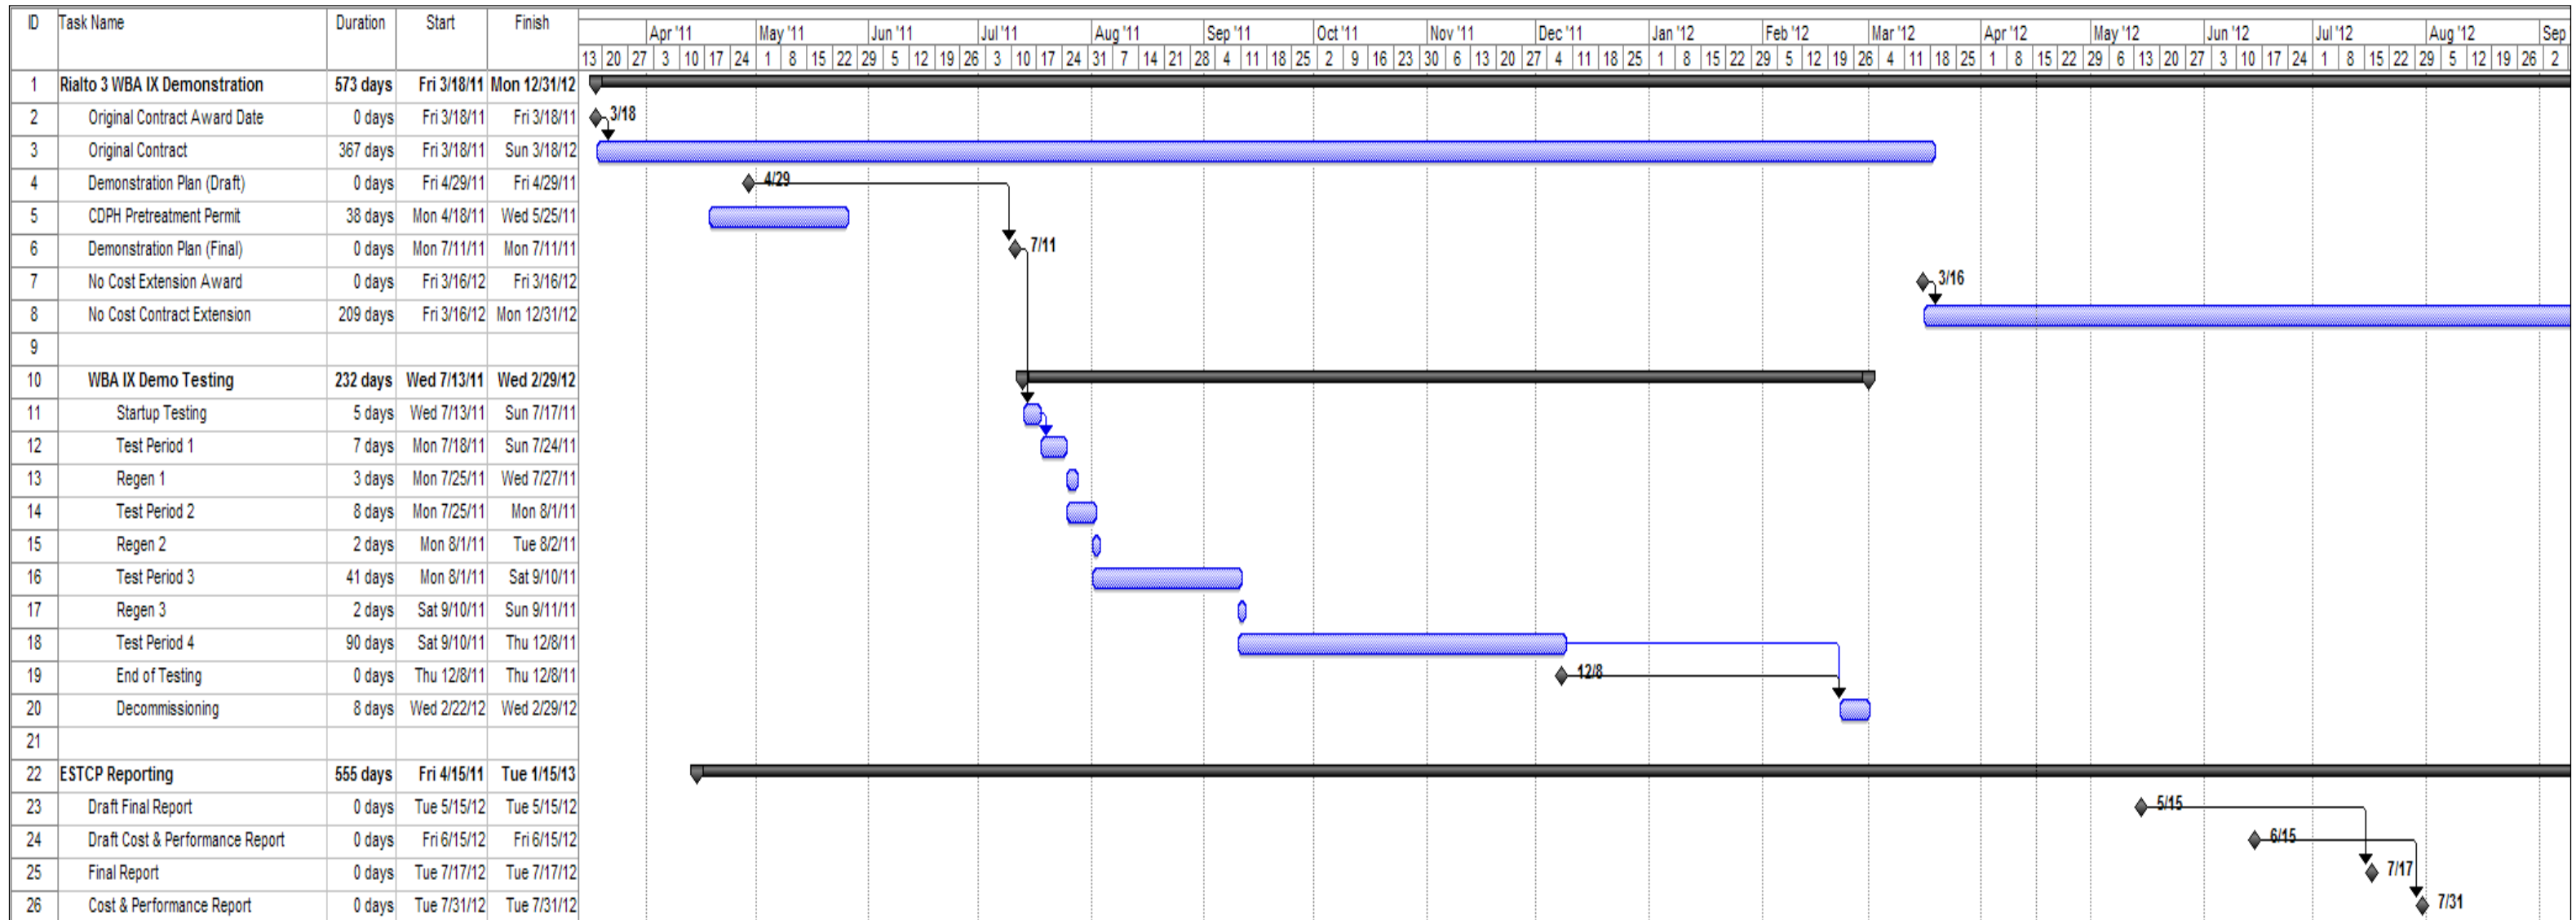 ID Task Name Duration Start Finish
Apr '11 May '11 Jun '11 Jul '11 Aug '11 Sep '11 Oct '11 Nov '11 Dec '11 Jan '12 Feb '12 Mar '12 Apr '12 May '12 Jun '12 Jul '12 Aug '12 Sep
13 20 27 3 10 17 24 1 8 15 22 29 5 12 19 26 3 10 17 24 31 7 14 21 28 4 11 18 25 2 9 16 23 30 6 13 20 27 4 11 18 25 1 8 15 22 29 5 12 19 26 4 11 18 25 1 8 15 22 29 6 13 20 27 3 10 17 24 1 8 15 22 29 5 12 19 26 2
1 Rialto 3 WBA IX Demonstration 573 days Fri 3/18/11 Mon 12/31/12
2 Original Contract Award Date 0 days Fri 3/18/11 Fri 3/18/11 3/18
3 Original Contract 367 days Fri 3/18/11 Sun 3/18/12
4 Demonstration Plan (Draft) 0 days Fri 4/29/11 Fri 4/29/11 4/29
5 CDPH Pretreatment Permit 38 days Mon 4/18/11 Wed 5/25/11
6 Demonstration Plan (Final) 0 days Mon 7/11/11 Mon 7/11/11 7/11
7 No Cost Extension Award 0 days Fri 3/16/12 Fri 3/16/12 3/16
8 No Cost Contract Extension 209 days Fri 3/16/12 Mon 12/31/12
9
10 WBA IX Demo Testing 232 days Wed 7/13/11 Wed 2/29/12
11 Startup Testing 5 days Wed 7/13/11 Sun 7/17/11
12 Test Period 1 7 days Mon 7/18/11 Sun 7/24/11
13 Regen 1 3 days Mon 7/25/11 Wed 7/27/11
14 Test Period 2 8 days Mon 7/25/11 Mon 8/1/11
15 Regen 2 2 days Mon 8/1/11 Tue 8/2/11
16 Test Period 3 41 days Mon 8/1/11 Sat 9/10/11
17 Regen 3 2 days Sat 9/10/11 Sun 9/11/11
18 Test Period 4 90 days Sat 9/10/11 Thu 12/8/11
19 End of Testing 0 days Thu 12/8/11 Thu 12/8/11 12/8
20 Decommissioning 8 days Wed 2/22/12 Wed 2/29/12
21
22 ESTCP Reporting 555 days Fri 4/15/11 Tue 1/15/13
23 Draft Final Report 0 days Tue 5/15/12 Tue 5/15/12 5/15
24 Draft Cost & Performance Report 0 days Fri 6/15/12 Fri 6/15/12 6/15
25 Final Report 0 days Tue 7/17/12 Tue 7/17/12 7/17
26 Cost & Performance Report 0 days Tue 7/31/12 Tue 7/31/12 7/31